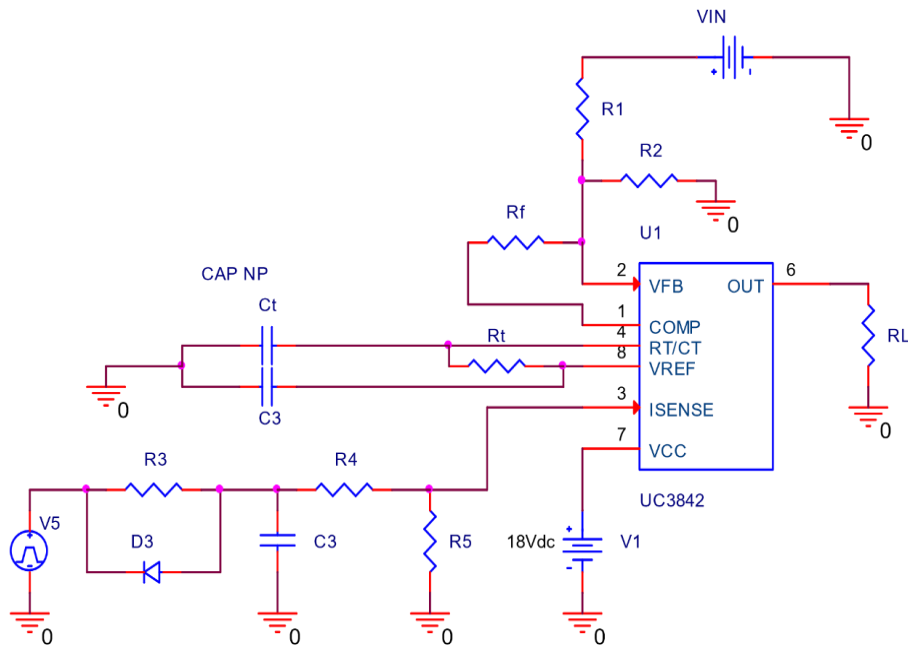 VIN
R1
0
R2
0
Rf
U1
CAP NP
2
VFB
OUT
6
Ct
1
COMP
Rt
4
RT/CT
RL
8
VREF
0
C3
3
ISENSE
0
7
VCC
R3
R4
UC3842
V5
D3
C3
R5
18Vdc
V1
0
0
0
0